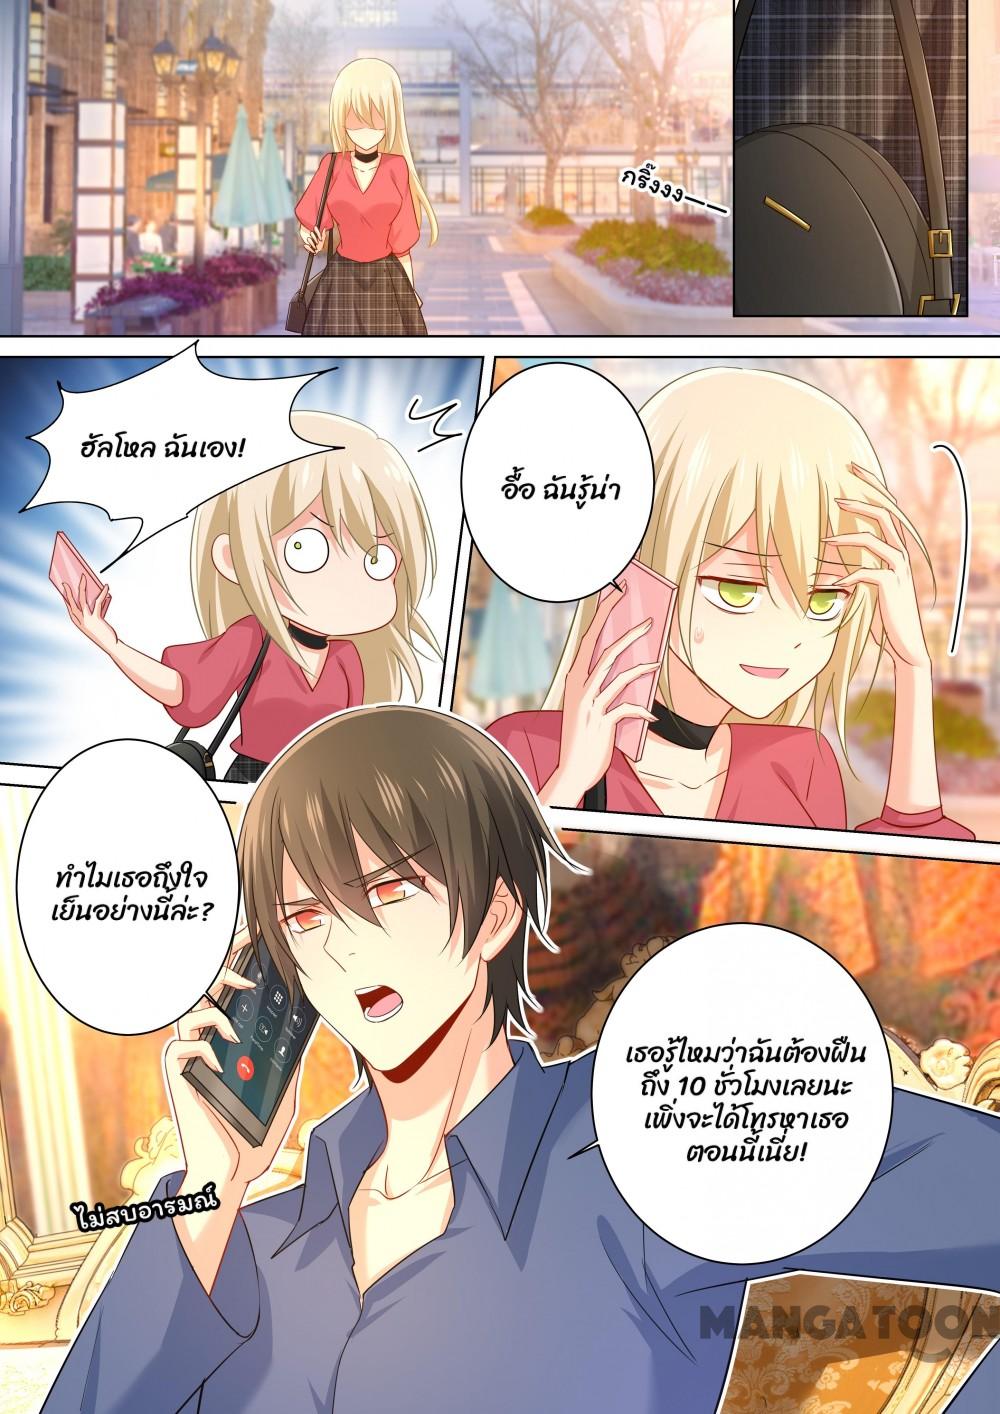 กริ๊งงง——
ฮัลโหล ฉันเอง!
อื้อ ฉันรู้น่า
ทำไมเธอถึงใจ
เย็นอย่างนี้ล่ะ?
เธอรู้ไหมว่าฉันต้องฝืน
ถึง 10 ชั่วโมงเลยนะ
เพิ่งจะได้โทรหาเธอ
ตอนนี้เนี่ย!
ไม่สบอารมณ์
MANGATOON